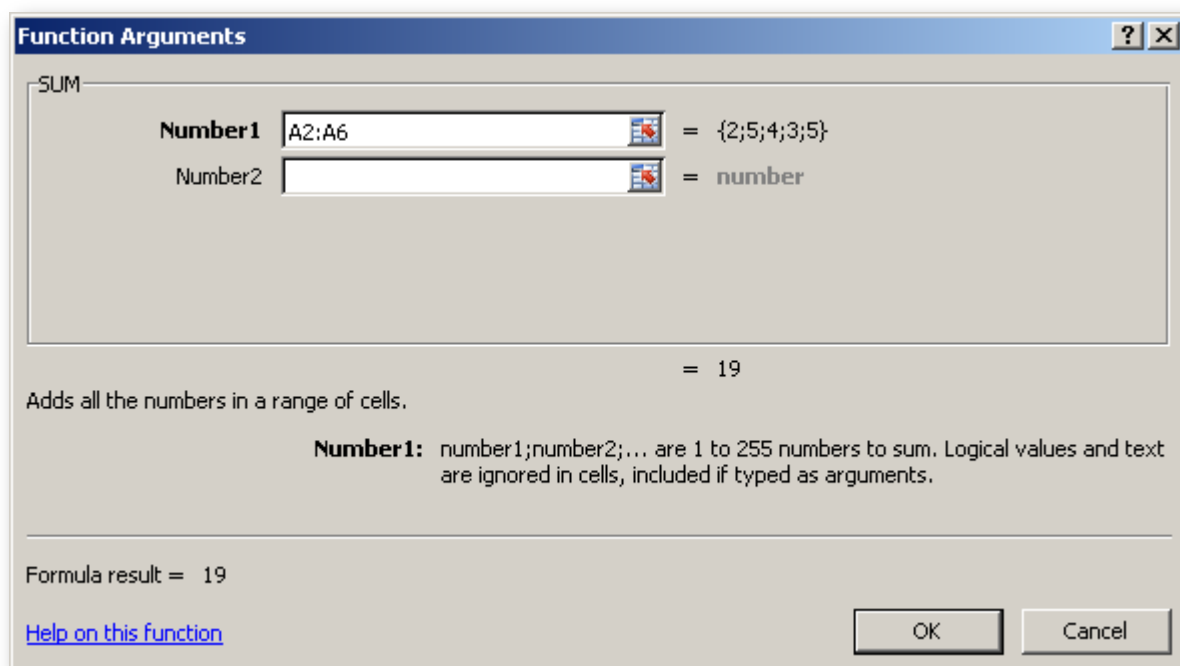 Function Arguments
SUM
Number1 A2:A6 = {2;5;4;3;5}
Number2 = number
= 19
Adds all the numbers in a range of cells.
Number1: number1;number2;... are 1 to 255 numbers to sum. Logical values and text
are ignored in cells, included if typed as arguments.
Formula result = 19
Help on this function
OK Cancel